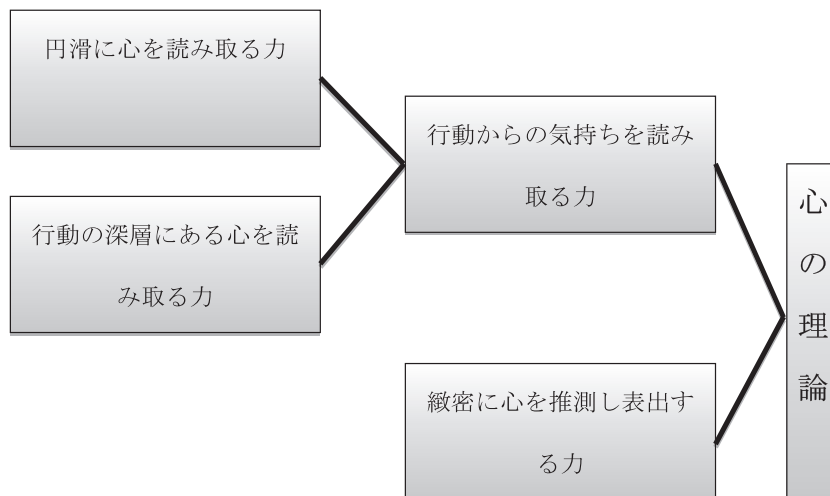 円滑に心を読み取る力
行動の深層にある心を読
み取る力
行動からの気持ちを読み
取る力
緻密に心を推測し表出す
る力
心の理論